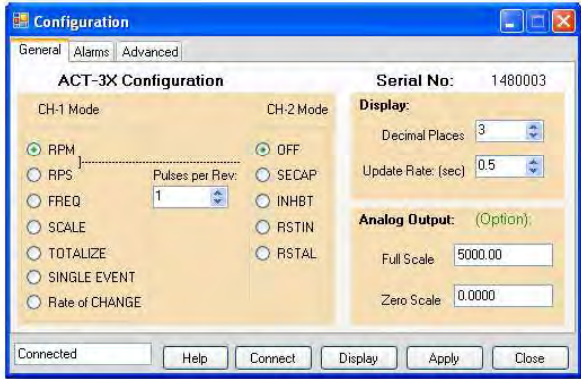 Configuration
General Alarms Advanced
ACT-3X Configuration
Serial No: 1480003
CH-1 Mode
CH-2 Mode
RPM
RPS
FREQ
SCALE
TOTALIZE
SINGLE EVENT
Rate of CHANGE
Pulses per Rev:
1
OFF
SECAP
INHBT
RSTIN
RSTAL
Display:
Decimal Places 3
Update Rate: (sec) 0.5
Analog Output: (Option):
Full Scale 5000.00
Zero Scale 0.0000
Connected Help Connect Display Apply Close